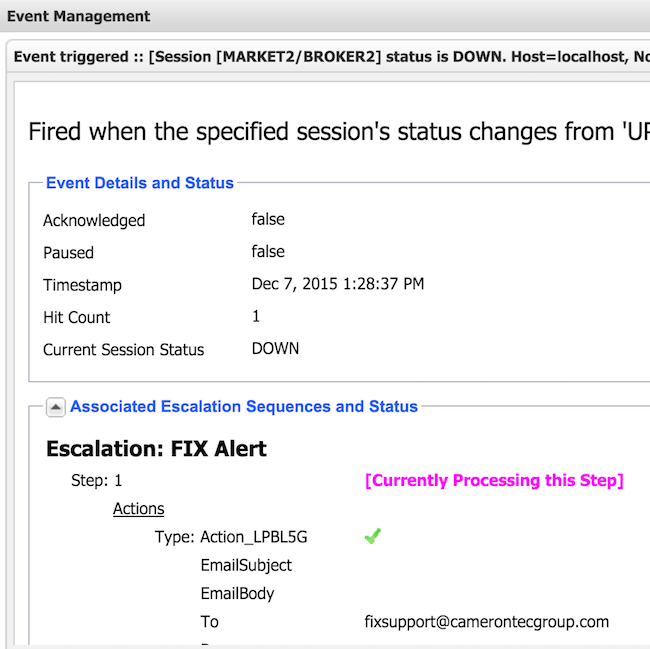 Event Management
Event triggered :: [Session [MARKET2/BROKER2] status is DOWN. Host=localhost,
Fired when the specified session's status changes from
Event Details and Status
Acknowledged false
Paused false
Timestamp Dec 7, 2015 1:28:37 PM
Hit Count 1
Current Session Status DOWN
Associated Escalation Sequences and Status
Escalation: FIX Alert
Step: 1 [Currently Processing this Step]
Actions
Type: Action_LPBL5G
EmailSubject
EmailBody
To fixsupport@camerontecgroup.com